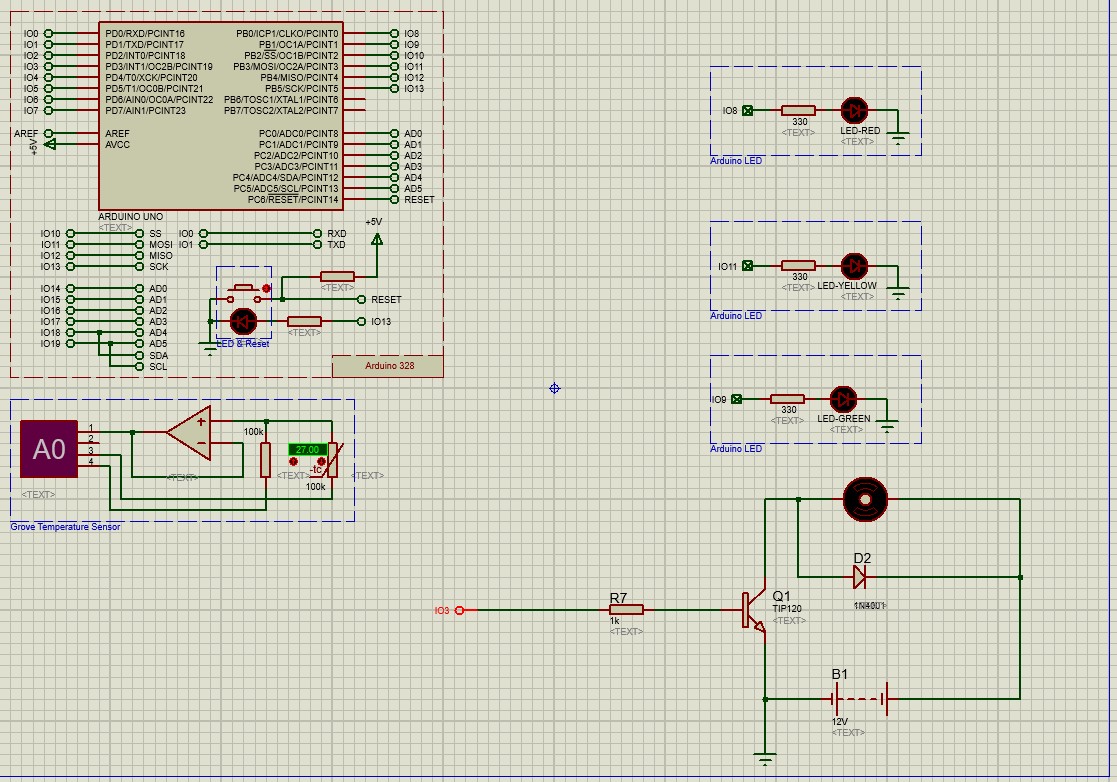 IO0 PD0/RXD/PCINT16 PB0/ICP1/CLKO/PCINT0 IO8
IO1 PD1/TXD/PCINT17 PB1/OC1A/PCINT1 IO9
IO2 PD2/INT0/PCINT18 PB2/SS/OC1B/PCINT2 IO10
IO3 PD3/INT1/OC2B/PCINT19 PB3/MOSI/OC2A/PCINT3 IO11
IO4 PD4/T0/XCK/PCINT20 PB4/MISO/PCINT4 IO12
IO5 PD5/T1/OC0B/PCINT21 PB5/SCK/PCINT5 IO13
IO6 PD6/AIN0/OC0A/PCINT22 PB6/TOSC1/XTAL1/PCINT6
IO7 PD7/AIN1/PCINT23 PB7/TOSC2/XTAL2/PCINT7
AREF AREF PC0/ADC0/PCINT8 AD0
+5V AVCC PC1/ADC1/PCINT9 AD1
PC2/ADC2/PCINT10 AD2
PC3/ADC3/PCINT11 AD3
PC4/ADC4/SDA/PCINT12 AD4
PC5/ADC5/SCL/PCINT13 AD5
PC6/RESET/PCINT14 RESET
ARDUINO UNO
<TEXT>
+5V
IO10 SS IO0 RXD
IO11 MOSI IO1 TXD
IO12 MISO
IO13 SCK
<TEXT>
IO14 AD0
IO15 AD1 RESET
IO16 AD2
IO17 AD3 IO13
IO18 AD4 <TEXT>
IO19 AD5 LED & Reset
SDA
SCL
Arduino 328
IO8
330
<TEXT>
LED-RED
<TEXT>
Arduino LED
IO11
330
<TEXT>
LED-YELLOW
<TEXT>
Arduino LED
IO9
330
<TEXT>
LED-GREEN
<TEXT>
Arduino LED
A0
1
2
3
4
<TEXT>
+
−
<TEXT>
100k
<TEXT>
27.00
-tc
100k
<TEXT>
Grove Temperature Sensor
IO3
R7
1k
<TEXT>
Q1
TIP120
<TEXT>
D2
B1
12V
<TEXT>